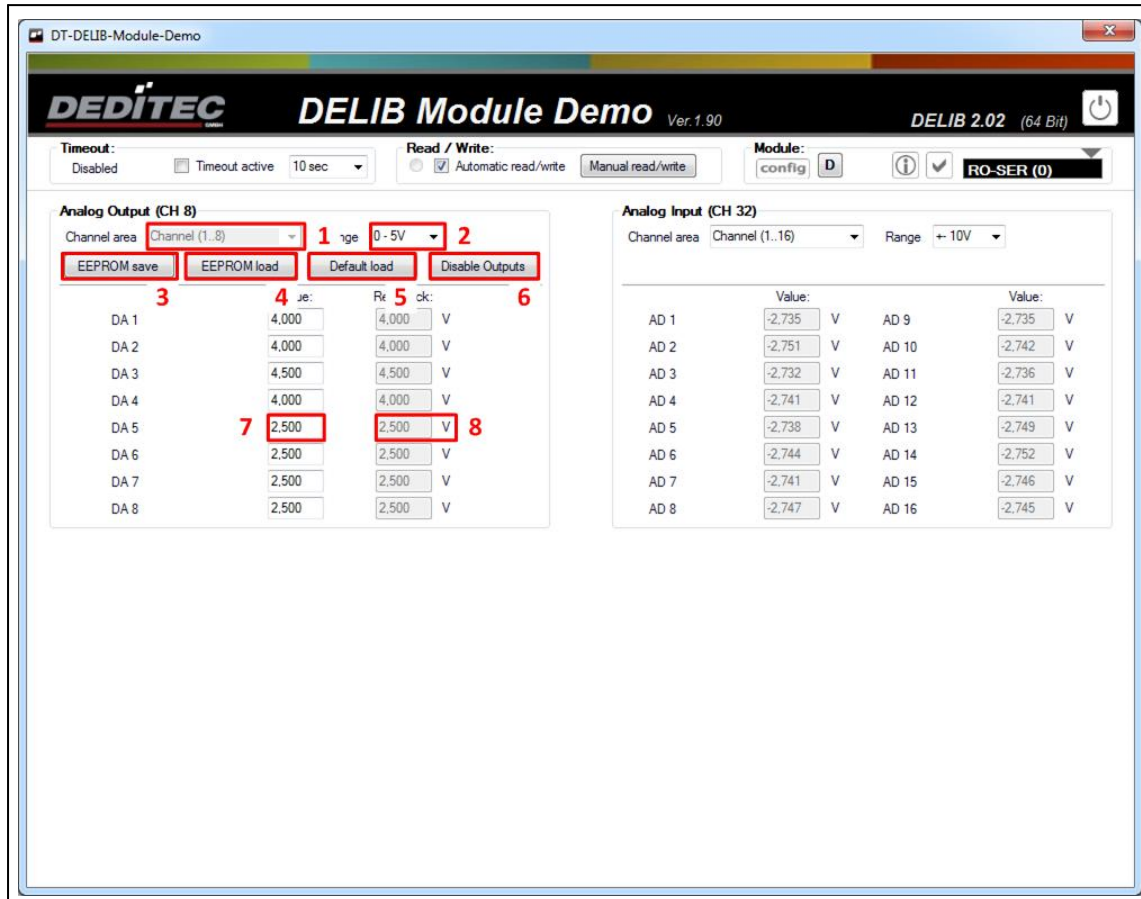 DT-DELIB-Module-Demo
DEDITEC
GMBH
DELIB Module Demo Ver. 1.90
DELIB 2.02 (64 Bit)
Timeout:
Disabled Timeout active 10 sec
Read / Write:
Automatic read/write Manual read/write
Module:
config D
RO-SER (0)
Analog Output (CH 8)
Channel area Channel (1..8) 1 nge 0 - 5V 2
EEPROM save EEPROM load Default load Disable Outputs
3 4 ue: Re 5 ck: 6
DA 1 4,000 4,000 V
DA 2 4,000 4,000 V
DA 3 4,500 4,500 V
DA 4 4,000 4,000 V
DA 5 7 2,500 2,500 V 8
DA 6 2,500 2,500 V
DA 7 2,500 2,500 V
DA 8 2,500 2,500 V
Analog Input (CH 32)
Channel area Channel (1..16) Range +- 10V
Value: Value:
AD 1 -2,735 V AD 9 -2,735 V
AD 2 -2,751 V AD 10 -2,742 V
AD 3 -2,732 V AD 11 -2,736 V
AD 4 -2,741 V AD 12 -2,741 V
AD 5 -2,738 V AD 13 -2,749 V
AD 6 -2,744 V AD 14 -2,752 V
AD 7 -2,741 V AD 15 -2,746 V
AD 8 -2,747 V AD 16 -2,745 V